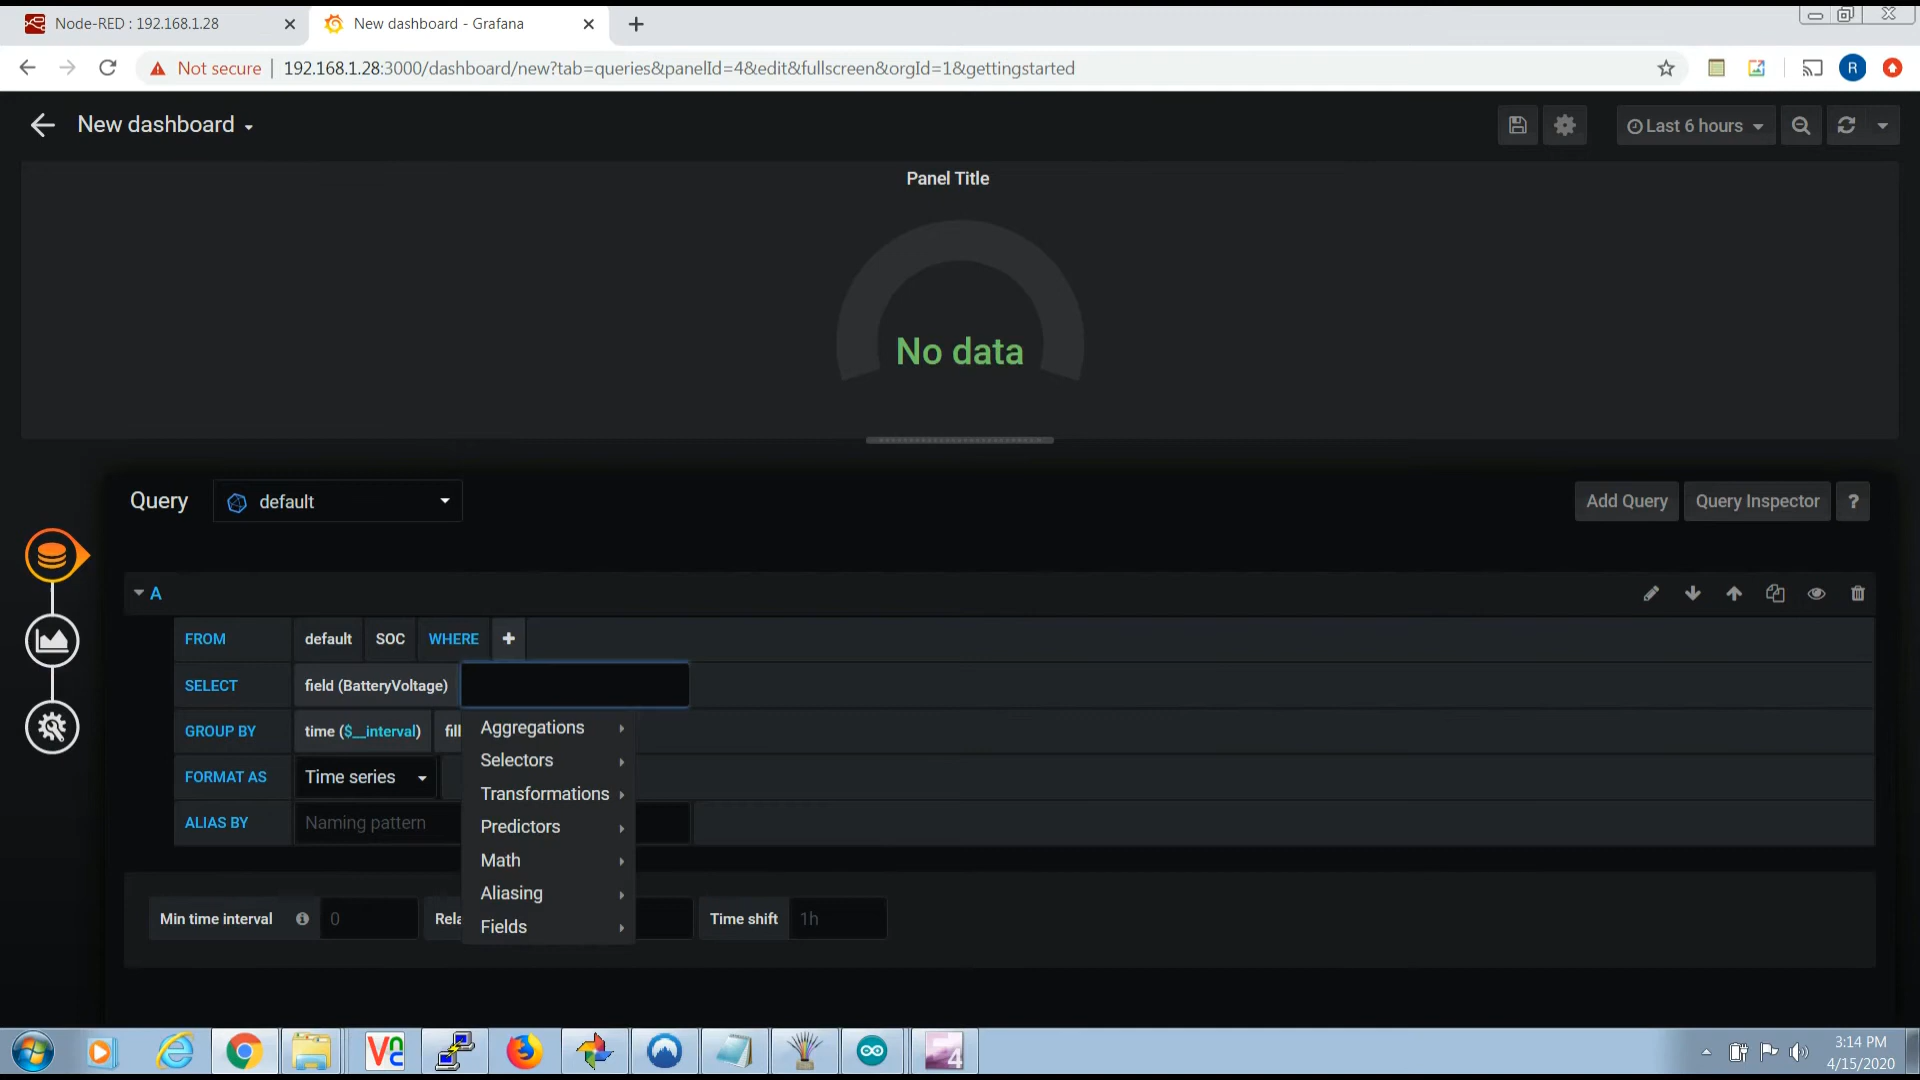 Node-RED : 192.168.1.28
New dashboard - Grafana
Not secure | 192.168.1.28:3000/dashboard/new?tab=queries&panelId=4&edit&fullscreen&orgId=1&gettingstarted
R
New dashboard
Last 6 hours
Panel Title
No data
Query
default
Add Query
Query Inspector
?
A
FROM default SOC WHERE +
SELECT field (BatteryVoltage)
GROUP BY time ($__interval) fill
FORMAT AS Time series
ALIAS BY Naming pattern
Aggregations
Selectors
Transformations
Predictors
Math
Aliasing
Fields
Min time interval 0 Rela Time shift 1h
VNC
4
3:14 PM
4/15/2020